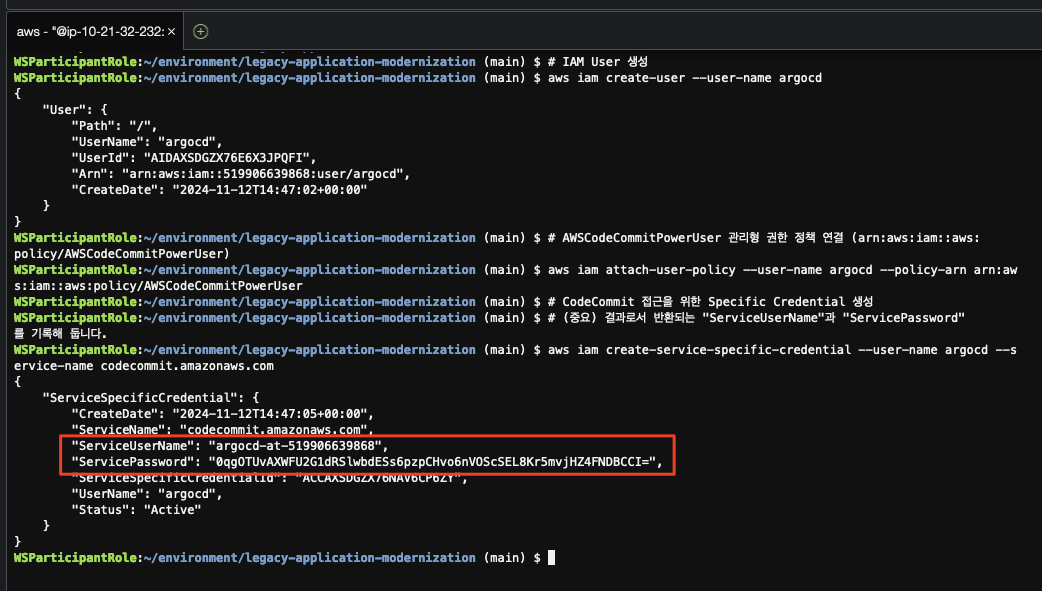 aws - "@ip-10-21-32-232: ×
WSParticipantRole:~/environment/legacy-application-modernization (main) $ # IAM User 생성
WSParticipantRole:~/environment/legacy-application-modernization (main) $ aws iam create-user --user-name argocd
{
    "User": {
        "Path": "/",
        "UserName": "argocd",
        "UserId": "AIDAXSDGZX76E6X3JPQFI",
        "Arn": "arn:aws:iam::519906639868:user/argocd",
        "CreateDate": "2024-11-12T14:47:02+00:00"
    }
}
WSParticipantRole:~/environment/legacy-application-modernization (main) $ # AWSCodeCommitPowerUser 관리형 권한 정책 연결 (arn:aws:iam::aws:
policy/AWSCodeCommitPowerUser)
WSParticipantRole:~/environment/legacy-application-modernization (main) $ aws iam attach-user-policy --user-name argocd --policy-arn arn:aw
s:iam::aws:policy/AWSCodeCommitPowerUser
WSParticipantRole:~/environment/legacy-application-modernization (main) $ # CodeCommit 접근을 위한 Specific Credential 생성
WSParticipantRole:~/environment/legacy-application-modernization (main) $ # (중요) 결과로서 반환되는 "ServiceUserName"과 "ServicePassword"
를 기록해 둡니다.
WSParticipantRole:~/environment/legacy-application-modernization (main) $ aws iam create-service-specific-credential --user-name argocd --s
ervice-name codecommit.amazonaws.com
{
    "ServiceSpecificCredential": {
        "CreateDate": "2024-11-12T14:47:05+00:00",
        "ServiceName": "codecommit.amazonaws.com",
        "ServiceUserName": "argocd-at-519906639868",
        "ServicePassword": "0qgOTUvAXWFU2G1dRSlwbdESs6pzpCHvo6nVOScSEL8Kr5mvjHZ4FNDBCCI=",
        "ServiceSpecificCredentialId": "ACCAXSDGZX76NAV6CP6ZY",
        "UserName": "argocd",
        "Status": "Active"
    }
}
WSParticipantRole:~/environment/legacy-application-modernization (main) $